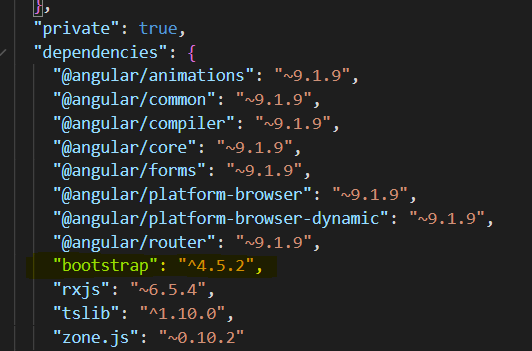 },
"private": true,
"dependencies": {
"@angular/animations": "~9.1.9",
"@angular/common": "~9.1.9",
"@angular/compiler": "~9.1.9",
"@angular/core": "~9.1.9",
"@angular/forms": "~9.1.9",
"@angular/platform-browser": "~9.1.9",
"@angular/platform-browser-dynamic": "~9.1.9",
"@angular/router": "~9.1.9",
"bootstrap": "^4.5.2",
"rxjs": "~6.5.4",
"tslib": "^1.10.0",
"zone.js": "~0.10.2"